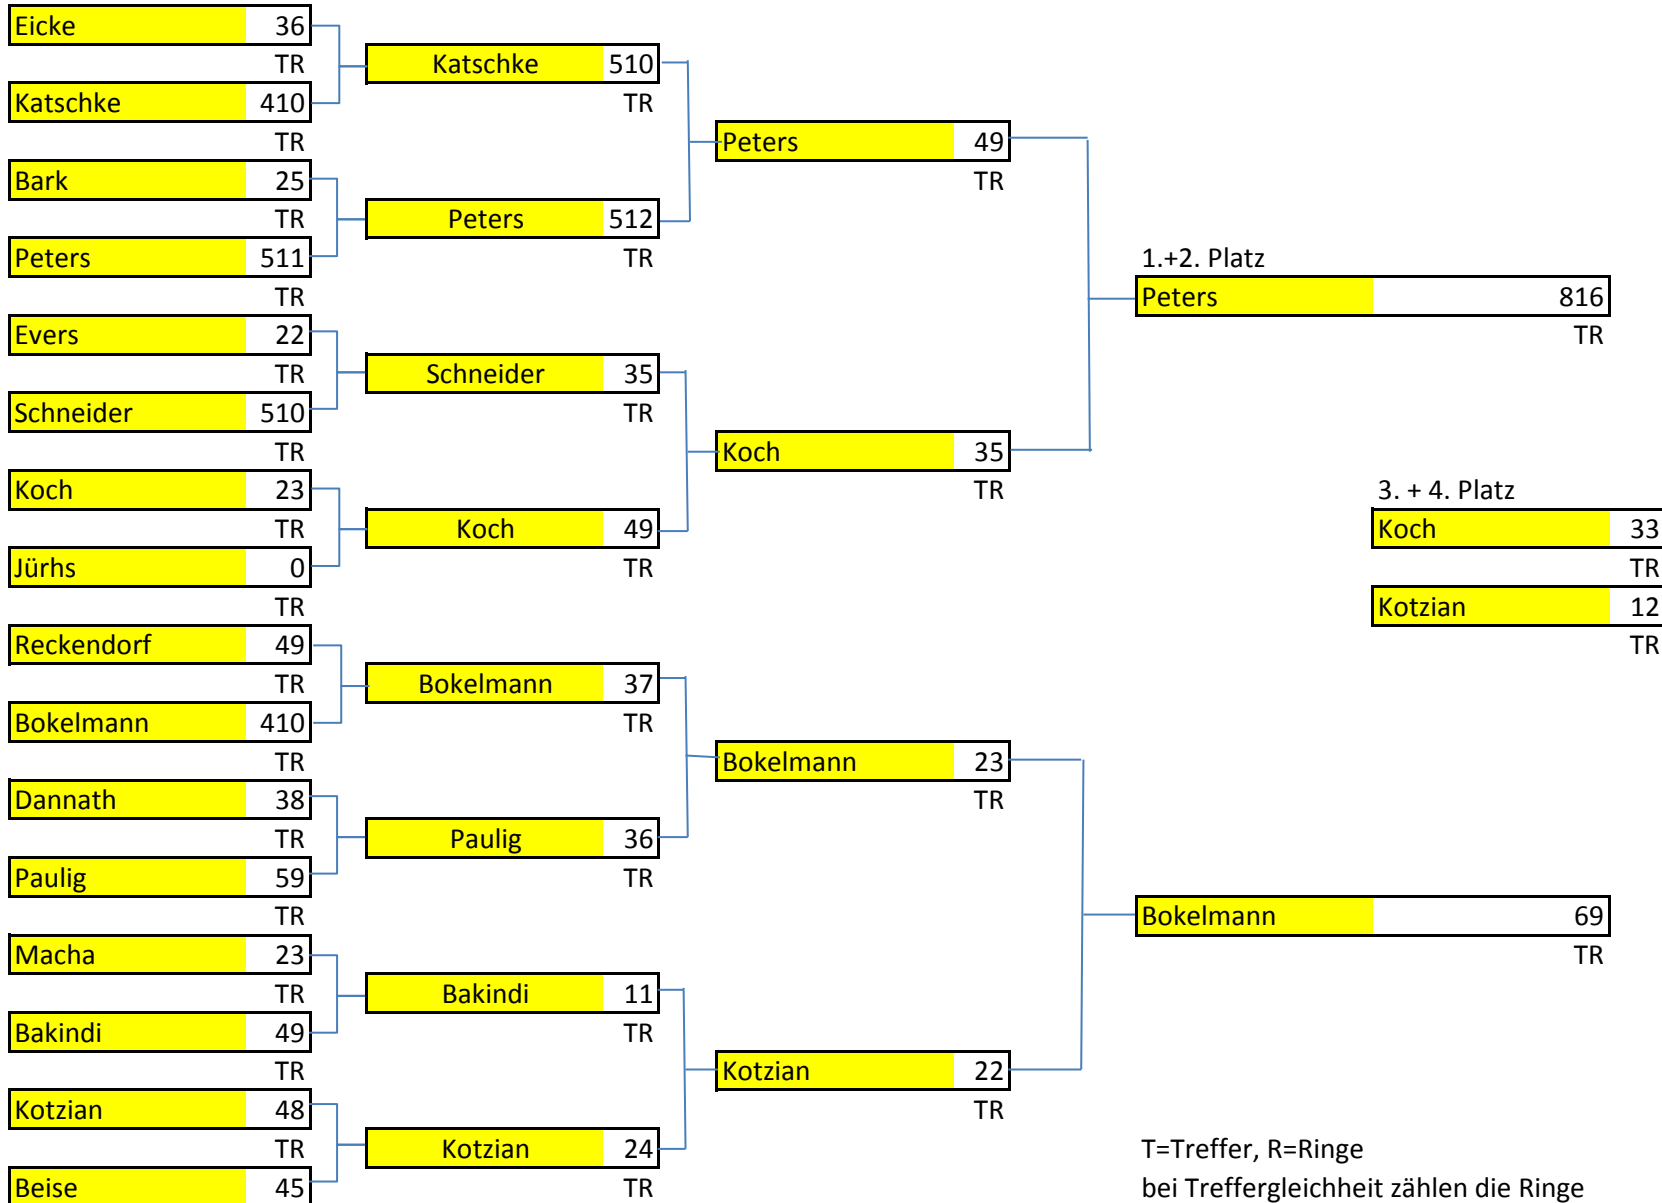 Eicke 36
TR
Katschke 410
TR
Bark 25
TR
Peters 511
TR
Evers 22
TR
Schneider 510
TR
Koch 23
TR
Jürhs 0
TR
Reckendorf 49
TR
Bokelmann 410
TR
Dannath 38
TR
Paulig 59
TR
Macha 23
TR
Bakindi 49
TR
Kotzian 48
TR
Beise 45
Katschke 510
TR
Peters 512
TR
Schneider 35
TR
Koch 49
TR
Bokelmann 37
TR
Paulig 36
TR
Bakindi 11
TR
Kotzian 24
TR
Peters 49
TR
Koch 35
TR
Bokelmann 23
TR
Kotzian 22
TR
1.+2. Platz
Peters 816
TR
Bokelmann 69
TR
3. + 4. Platz
Koch 33
TR
Kotzian 12
TR
T=Treffer, R=Ringe
bei Treffergleichheit zählen die Ringe